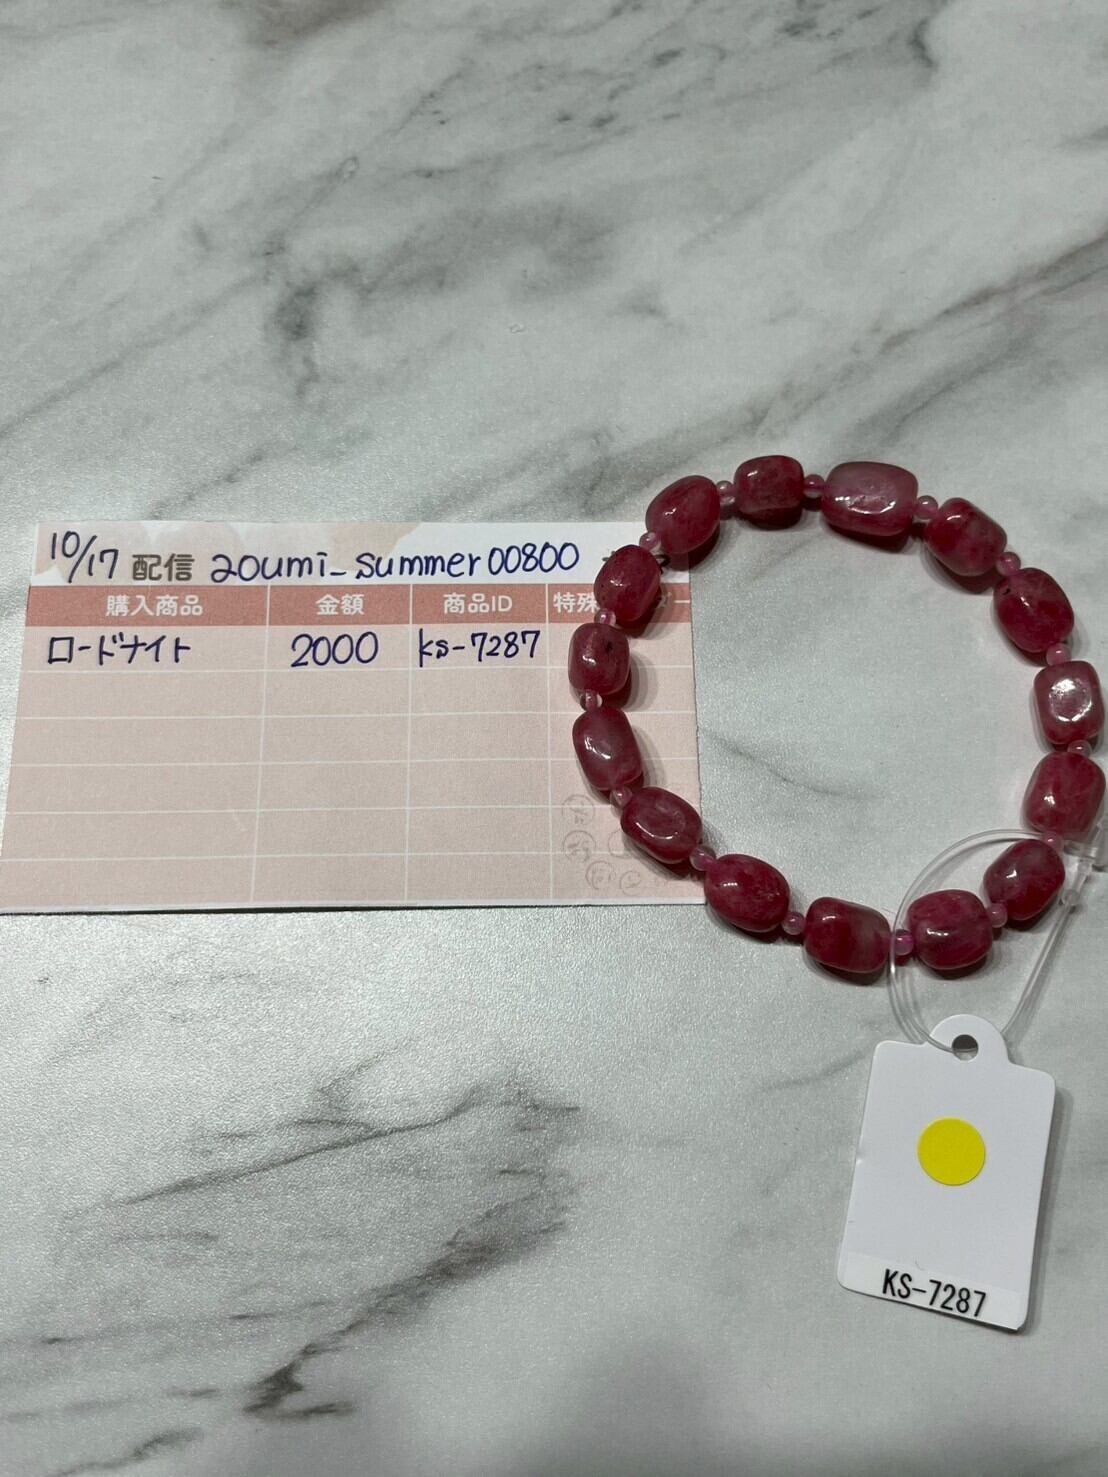 10/17 配信 20umi_summer00800
購入商品 金額 商品ID 特殊
ロードナイト 2000 ks-7287
KS-7287